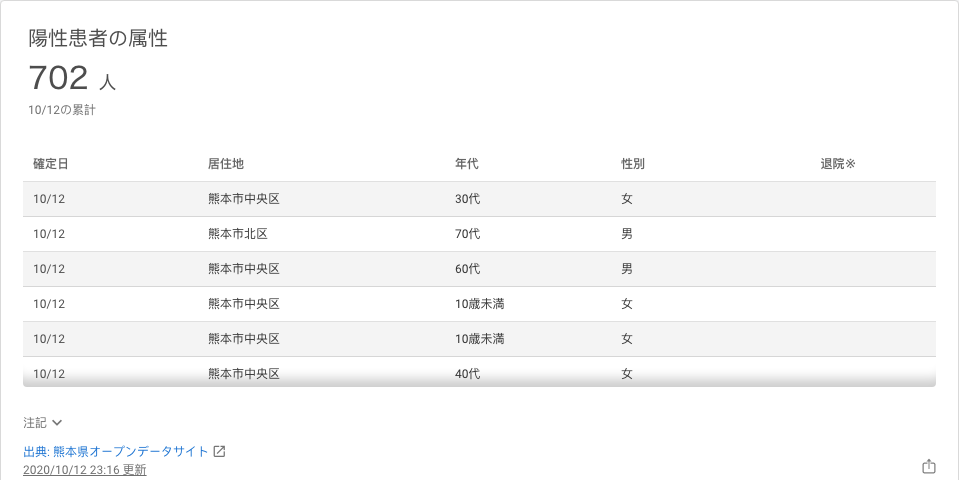 陽性患者の属性
702 人
10/12の累計
確定日 居住地 年代 性別 退院※
10/12 熊本市中央区 30代 女
10/12 熊本市北区 70代 男
10/12 熊本市中央区 60代 男
10/12 熊本市中央区 10歳未満 女
10/12 熊本市中央区 10歳未満 女
10/12 熊本市中央区 40代 女
注記
出典: 熊本県オープンデータサイト
2020/10/12 23:16 更新